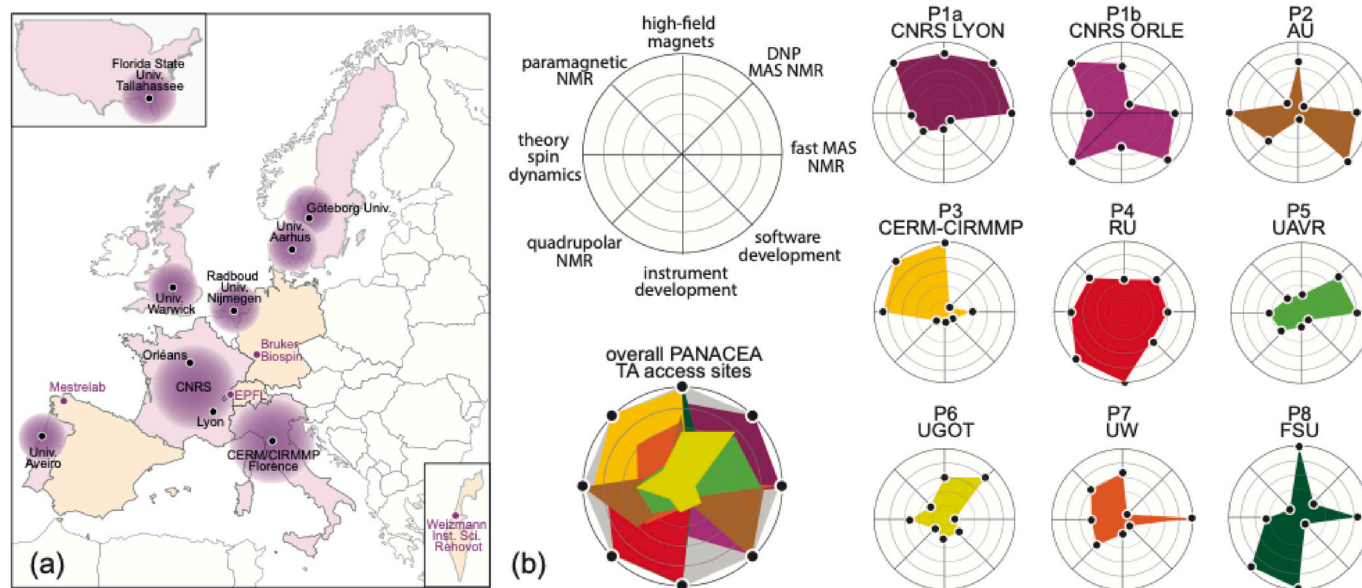 Florida State
Univ.
Tallahassee
Göteborg Univ.
Univ.
Aarhus
Radboud
Univ.
Nijmegen
Univ.
Warwick
Bruker
Biospin
Orléans
CNRS
EPFL
Mestrelab
Lyon
Univ.
Aveiro
CERM/CIRMMP
Florence
Weizmann
Inst. Sci.
Rehovot
(a)
high-field
magnets
DNP
MAS NMR
paramagnetic
NMR
theory
spin
dynamics
fast MAS
NMR
quadrupolar
NMR
software
development
instrument
development
overall PANACEA
TA access sites
(b)
P1a
CNRS LYON
P1b
CNRS ORLE
P2
AU
P3
CERM-CIRMMP
P4
RU
P5
UAVR
P6
UGOT
P7
UW
P8
FSU